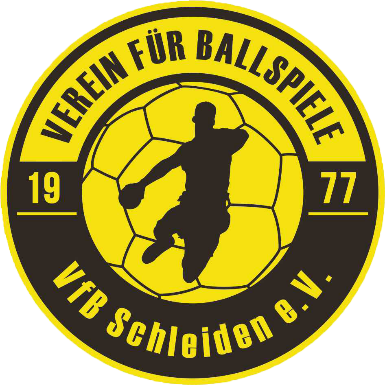 VEREIN FÜR BALLSPIELE
19 77
VfB Schleiden e.V.